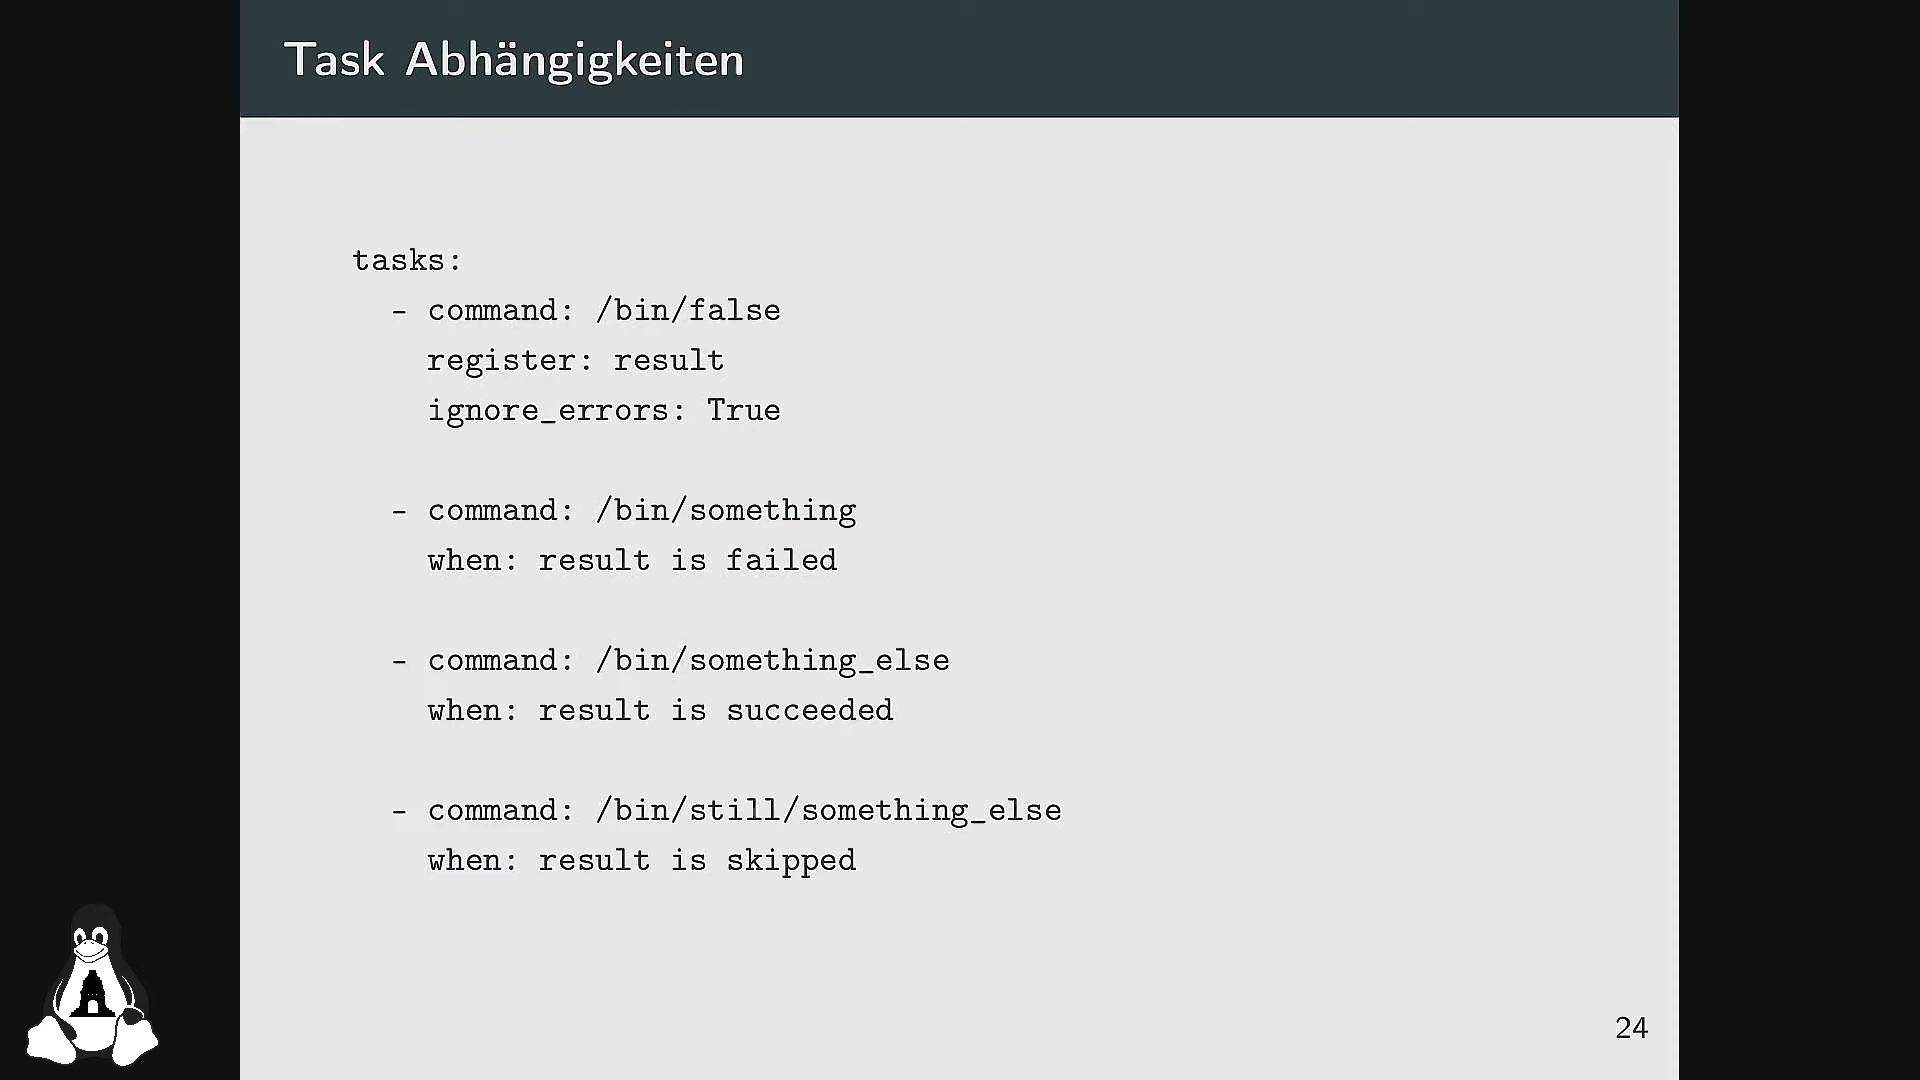 Task Abhängigkeiten
tasks:
- command: /bin/false
register: result
ignore_errors: True
- command: /bin/something
when: result is failed
- command: /bin/something_else
when: result is succeeded
- command: /bin/still/something_else
when: result is skipped
24